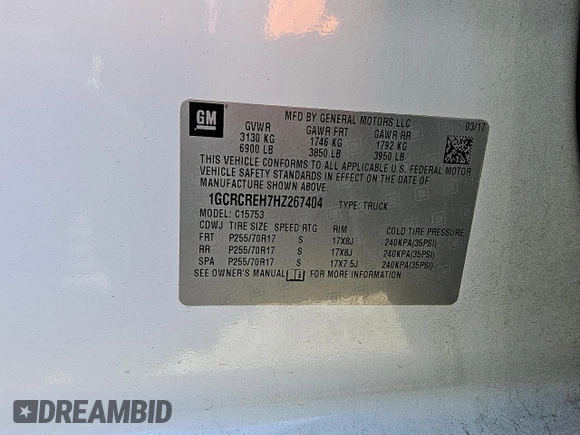 GM
MFD BY GENERAL MOTORS LLC
03/17
GVWR GAWR FRT GAWR RR
3130 KG 1746 KG 1792 KG
6900 LB 3850 LB 3950 LB
THIS VEHICLE CONFORMS TO ALL APPLICABLE U.S. FEDERAL MOTOR
VEHICLE SAFETY STANDARDS IN EFFECT ON THE DATE OF
MANUFACTURE SHOWN ABOVE.
1GCRCREH7HZ267404 TYPE: TRUCK
MODEL: C15753
CDWJ TIRE SIZE SPEED RTG RIM COLD TIRE PRESSURE
FRT P255/70R17 S 17X8J 240KPA(35PSI)
RR P255/70R17 S 17X8J 240KPA(35PSI)
SPA P255/70R17 S 17X7.5J 240KPA(35PSI)
SEE OWNER'S MANUAL FOR MORE INFORMATION.
DREAMBID